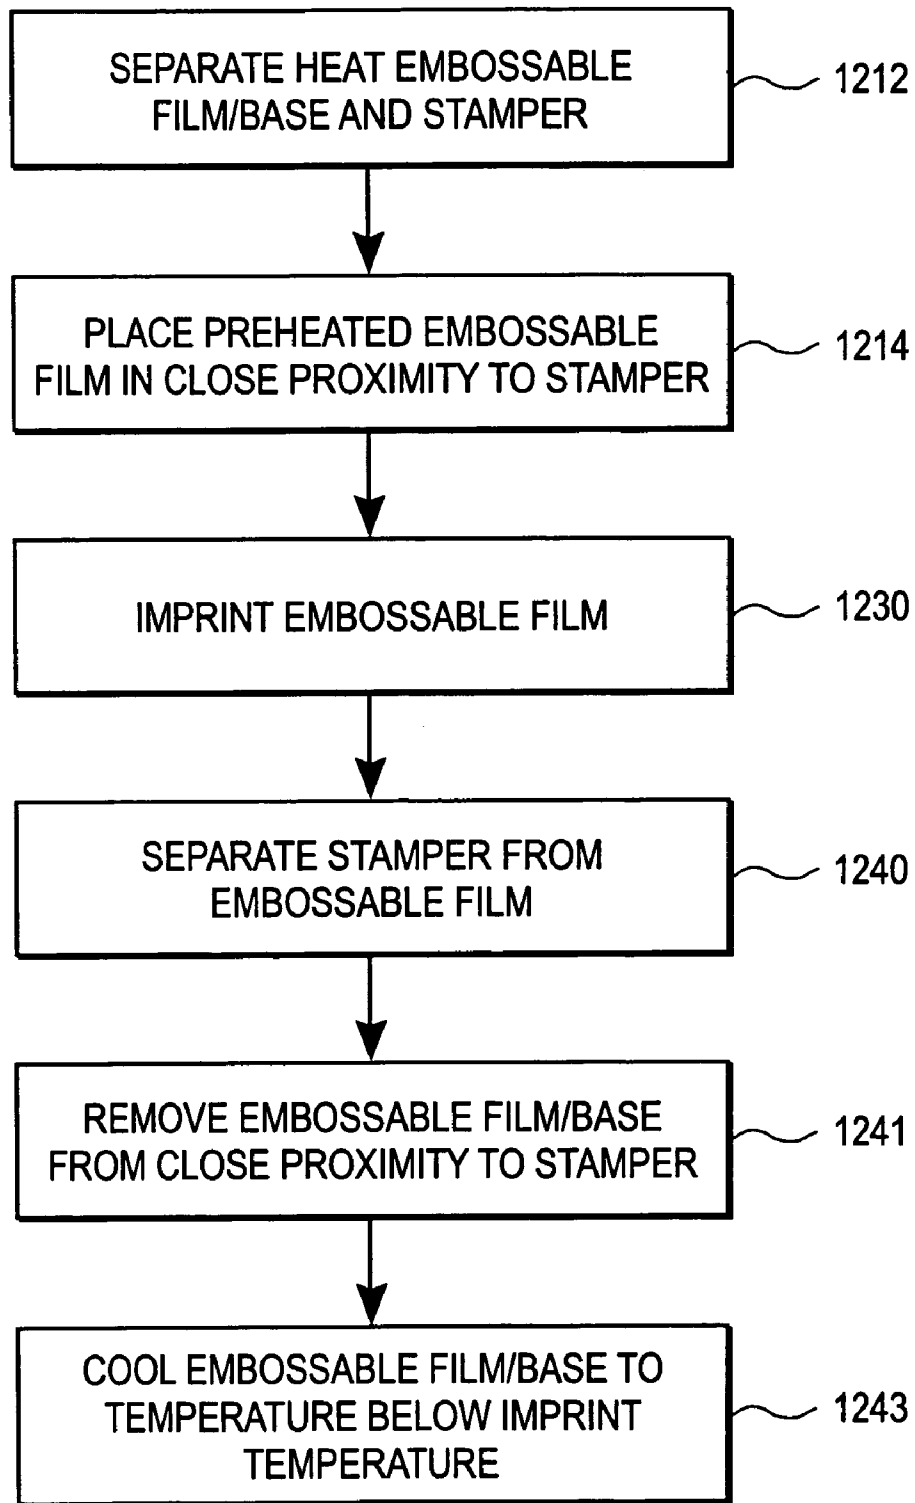 SEPARATE HEAT EMBOSSABLE
FILM/BASE AND STAMPER
1212
PLACE PREHEATED EMBOSSABLE
FILM IN CLOSE PROXIMITY TO STAMPER
1214
IMPRINT EMBOSSABLE FILM
1230
SEPARATE STAMPER FROM
EMBOSSABLE FILM
1240
REMOVE EMBOSSABLE FILM/BASE
FROM CLOSE PROXIMITY TO STAMPER
1241
COOL EMBOSSABLE FILM/BASE TO
TEMPERATURE BELOW IMPRINT
TEMPERATURE
1243